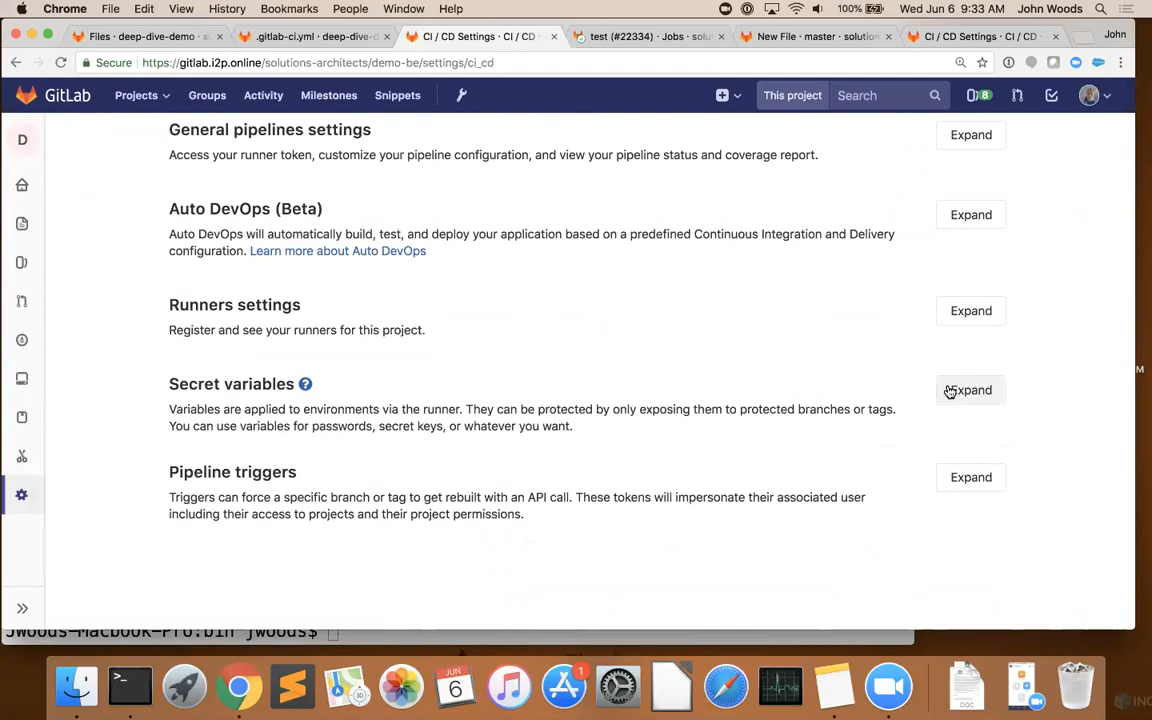 Chrome File Edit View History Bookmarks People Window Help 100% Wed Jun 6 9:33 AM John Woods
Files · deep-dive-demo .gitlab-ci.yml · deep-dive-d CI / CD Settings · CI / CD test (#22334) · Jobs · solut New File · master · solution CI / CD Settings · CI / CD John
Secure https://gitlab.i2p.online/solutions-architects/demo-be/settings/ci_cd
GitLab Projects Groups Activity Milestones Snippets This project Search 8
D
General pipelines settings Expand
Access your runner token, customize your pipeline configuration, and view your pipeline status and coverage report.
Auto DevOps (Beta) Expand
Auto DevOps will automatically build, test, and deploy your application based on a predefined Continuous Integration and Delivery
configuration. Learn more about Auto DevOps
Runners settings Expand
Register and see your runners for this project.
Secret variables ? Expand
Variables are applied to environments via the runner. They can be protected by only exposing them to protected branches or tags.
You can use variables for passwords, secret keys, or whatever you want.
Pipeline triggers Expand
Triggers can force a specific branch or tag to get rebuilt with an API call. These tokens will impersonate their associated user
including their access to projects and their project permissions.
JWoods-Macbook-Pro:bin jwoods$
JUN
6
1
3D
DOC